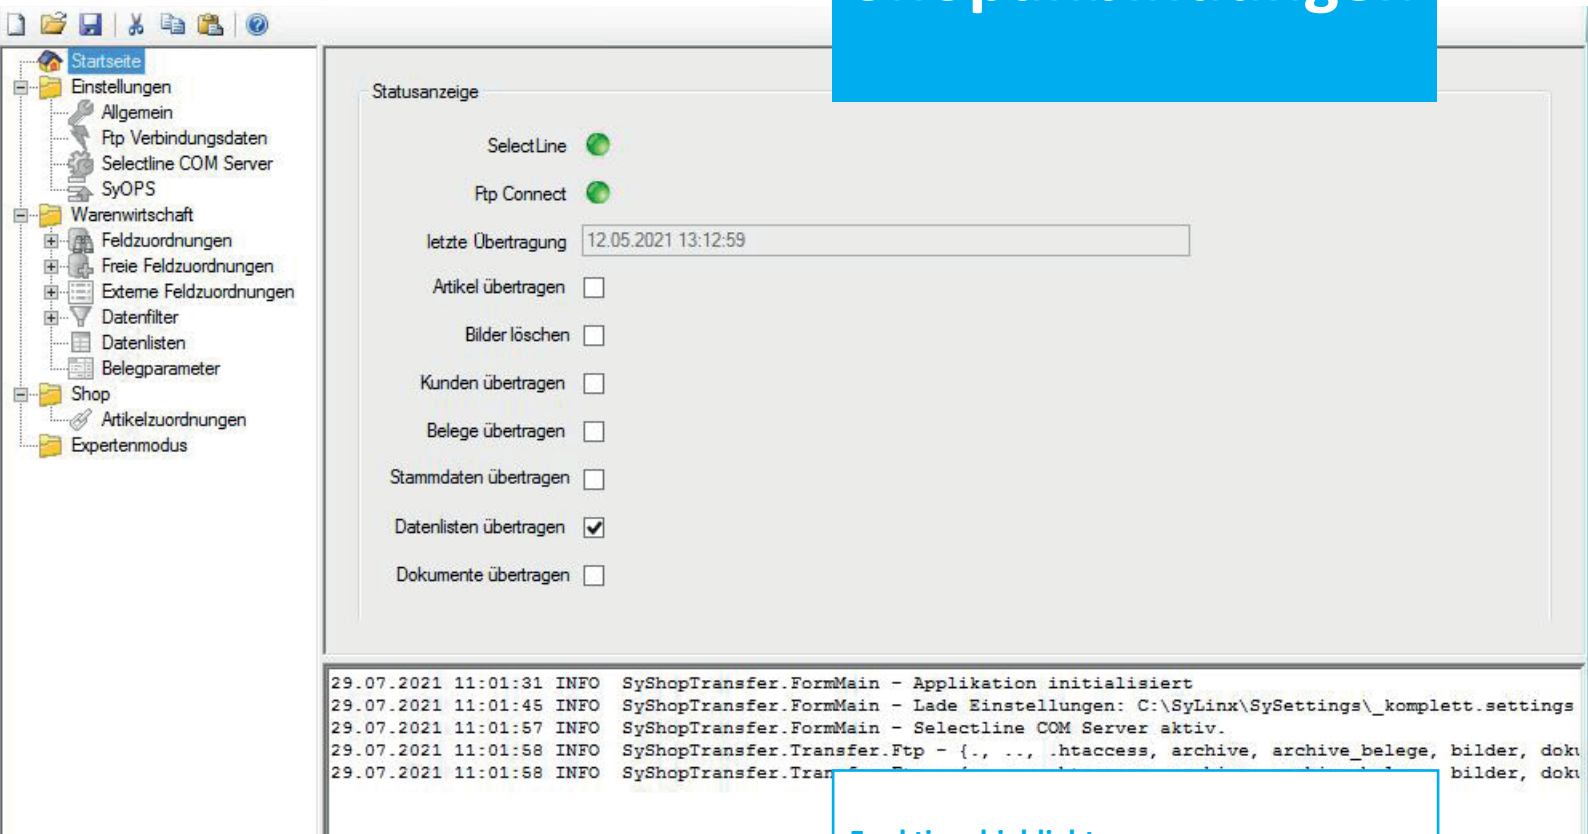 Startseite
Einstellungen
Allgemein
Ftp Verbindungsdaten
Selectline COM Server
SyOPS
Warenwirtschaft
Feldzuordnungen
Freie Feldzuordnungen
Externe Feldzuordnungen
Datenfilter
Datenlisten
Belegparameter
Shop
Artikelzuordnungen
Expertenmodus
Statusanzeige
SelectLine
Ftp Connect
letzte Übertragung 12.05.2021 13:12:59
Artikel übertragen
Bilder löschen
Kunden übertragen
Belege übertragen
Stammdaten übertragen
Datenlisten übertragen
Dokumente übertragen
29.07.2021 11:01:31 INFO SyShopTransfer.FormMain - Applikation initialisiert
29.07.2021 11:01:45 INFO SyShopTransfer.FormMain - Lade Einstellungen: C:\SyLinx\SySettings\_komplett.settings
29.07.2021 11:01:57 INFO SyShopTransfer.FormMain - Selectline COM Server aktiv.
29.07.2021 11:01:58 INFO SyShopTransfer.Transfer.Ftp - {., .., .htaccess, archive, archive_belege, bilder, doku
29.07.2021 11:01:58 INFO SyShopTransfer.Tran bilder, doku